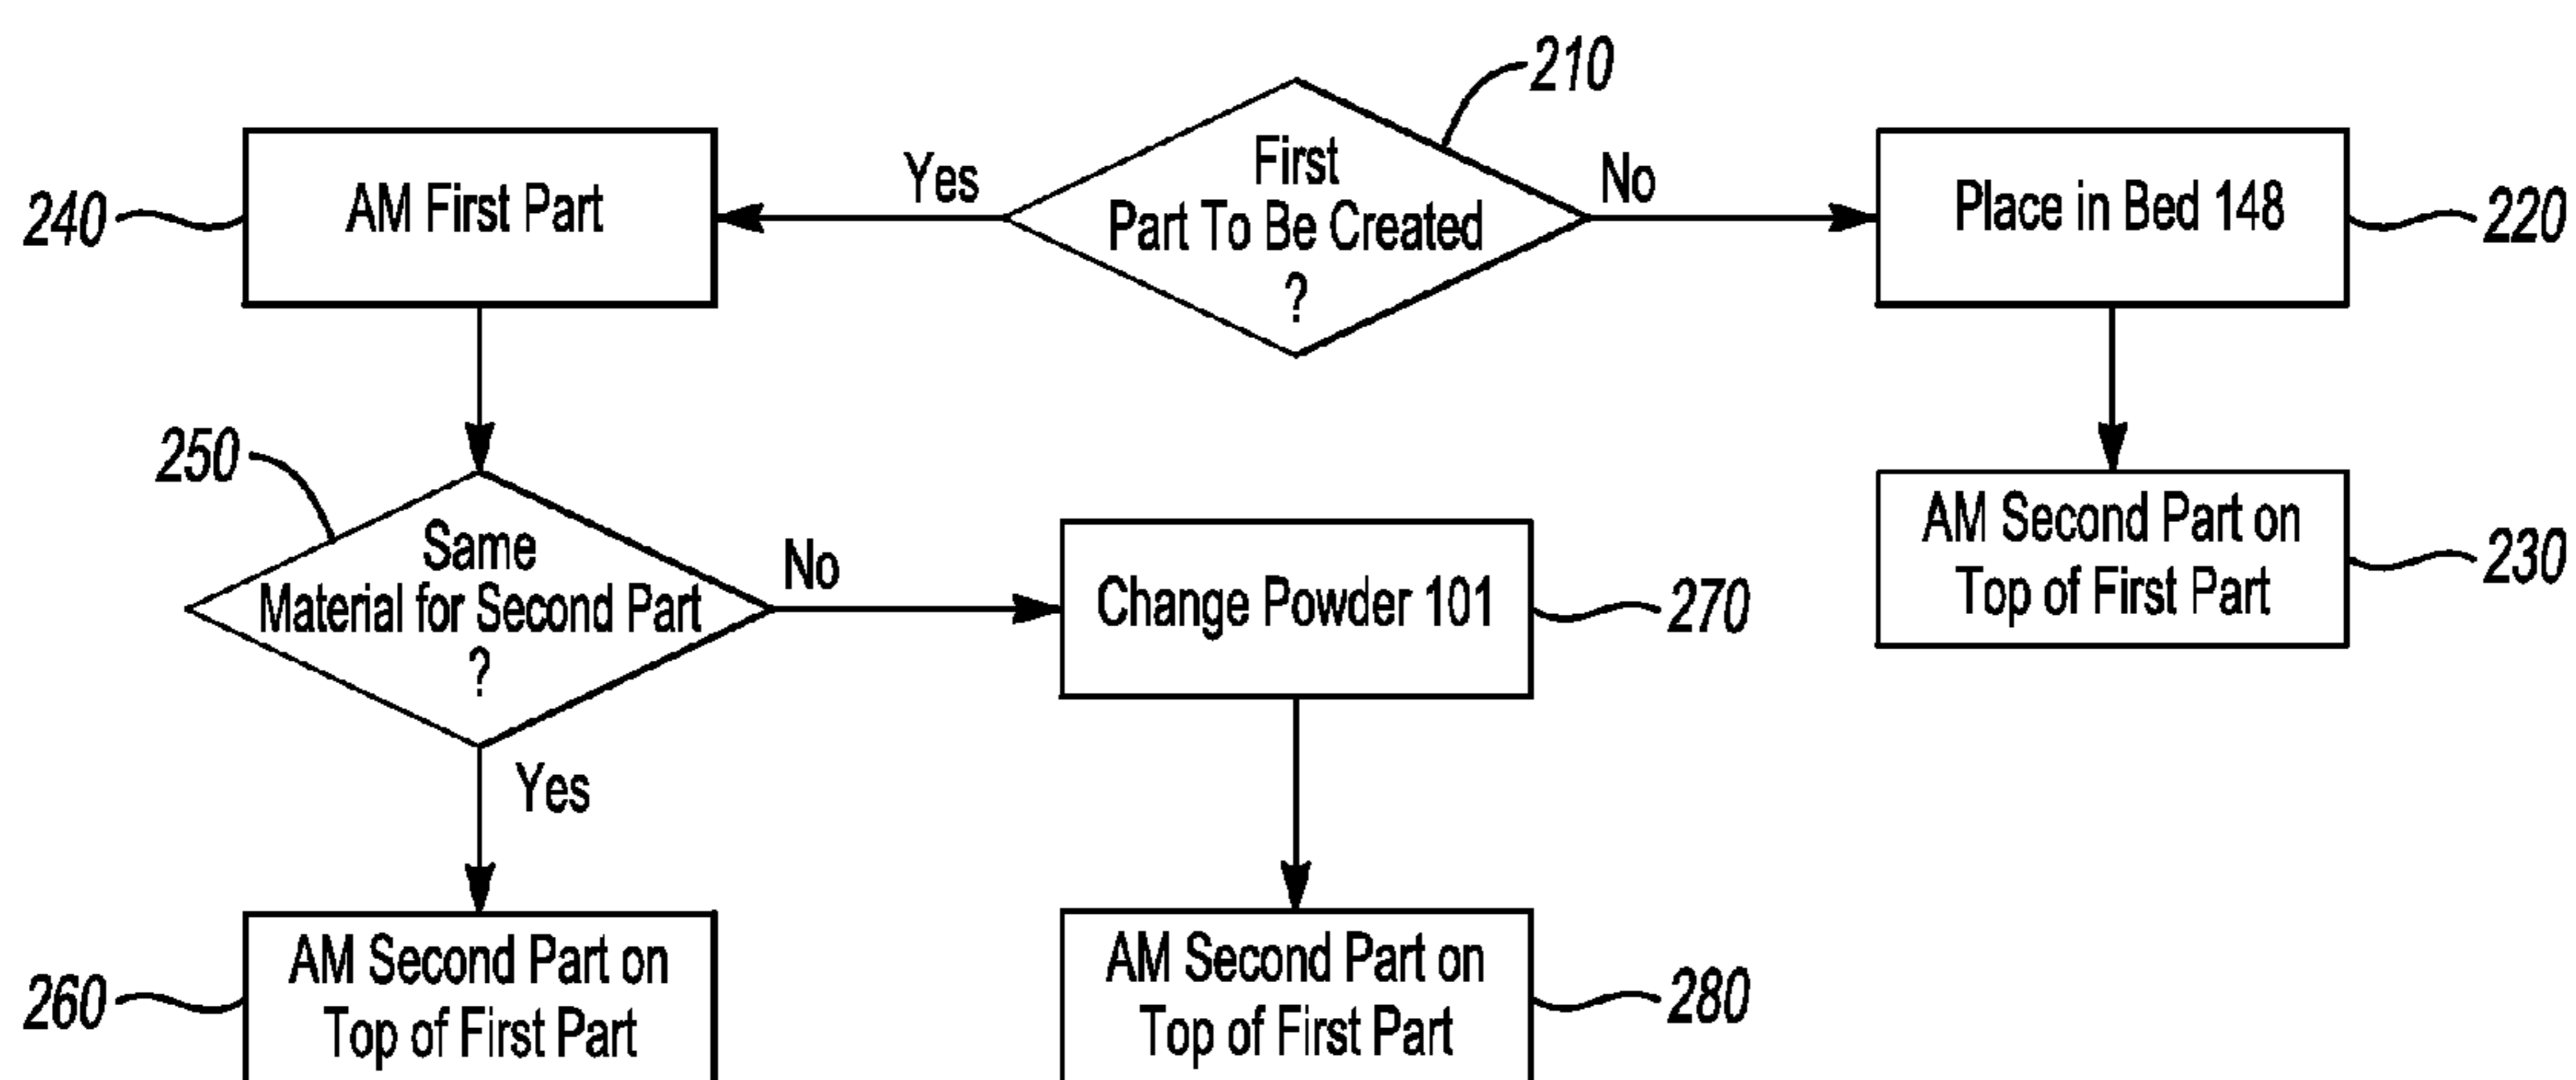 210
First
Part To Be Created
?
Yes
No
240
AM First Part
Place in Bed 148
220
250
Same
Material for Second Part
?
No
Yes
Change Powder 101
270
AM Second Part on
Top of First Part
230
260
AM Second Part on
Top of First Part
AM Second Part on
Top of First Part
280